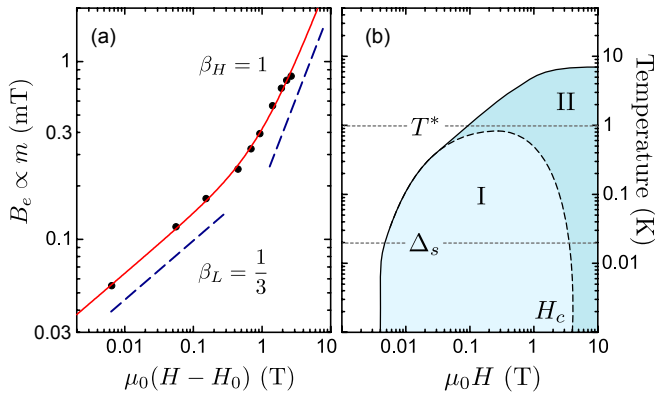 (a)
β_H = 1
β_L = 1/3
B_e ∝ m (mT)
1
0.3
0.1
0.03
0.01
0.1
1
10
μ₀(H − H₀) (T)
(b)
II
T*
I
Δ_s
H_c
10
1
0.1
0.01
Temperature (K)
0.01
0.1
1
10
μ₀H (T)